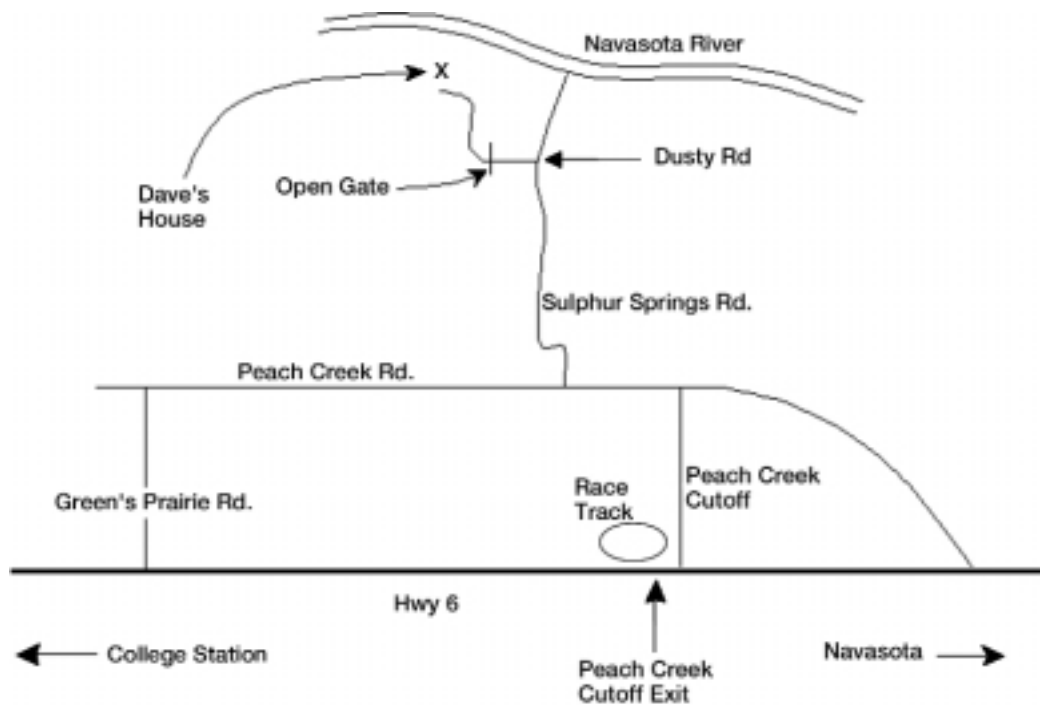 Navasota River
X
Dusty Rd
Open Gate
Dave's
House
Sulphur Springs Rd.
Peach Creek Rd.
Green's Prairie Rd.
Race
Track
Peach Creek
Cutoff
Hwy 6
College Station
Peach Creek
Cutoff Exit
Navasota